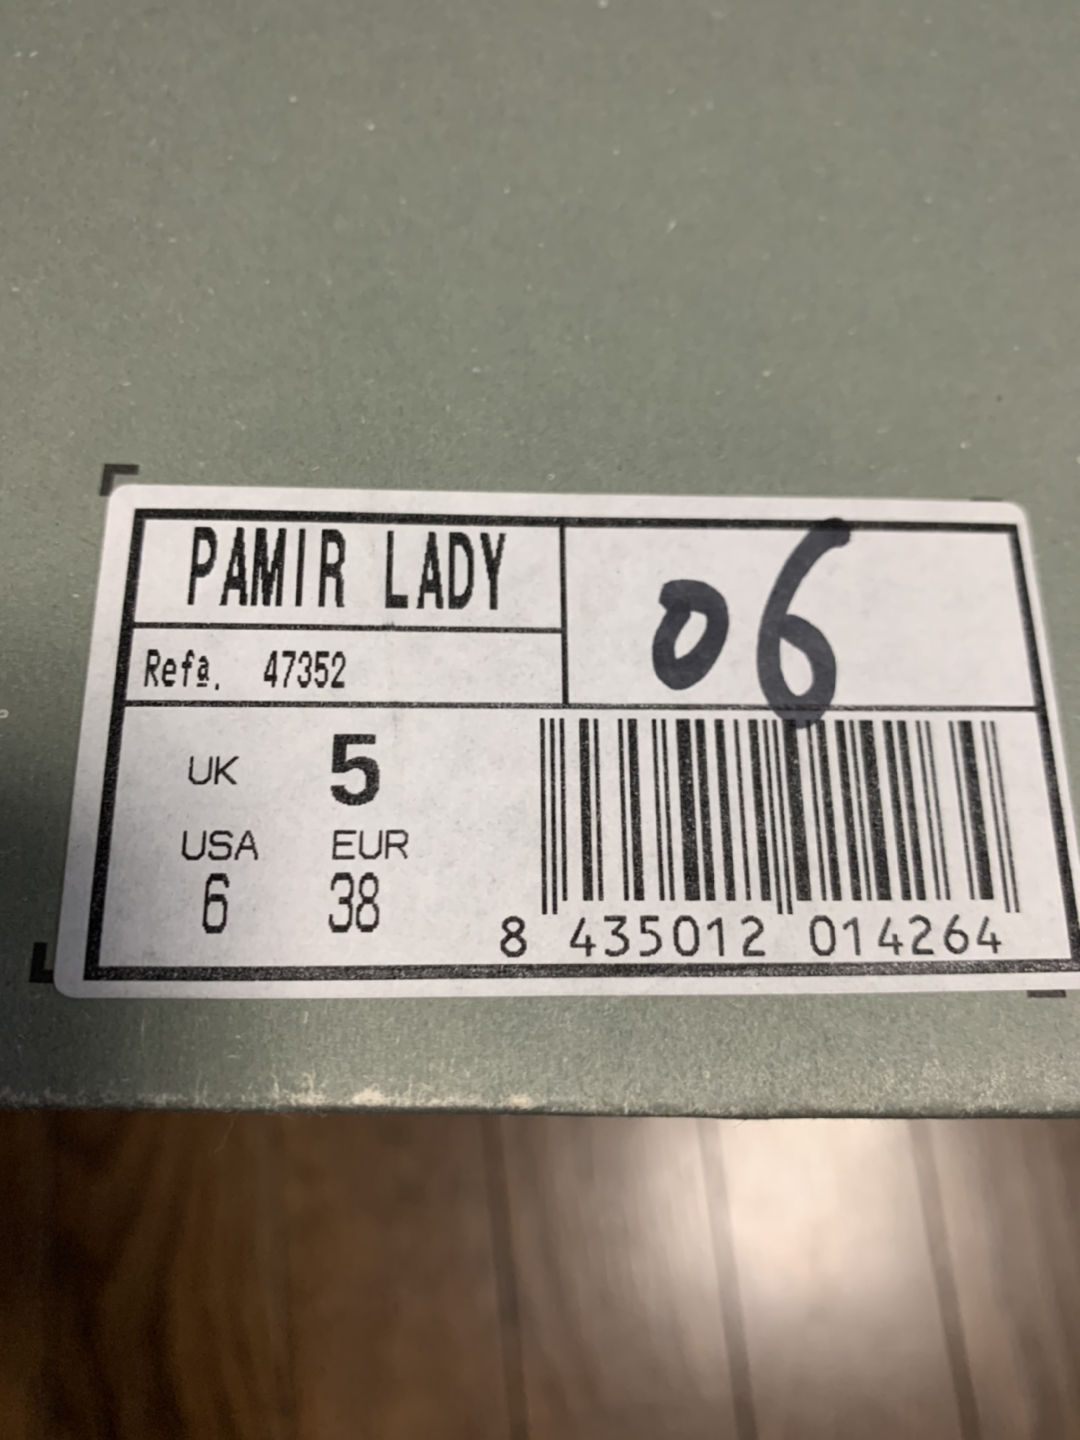 PAMIR LADY
06
Refª. 47352
UK 5
USA EUR
6 38
8 435012 014264